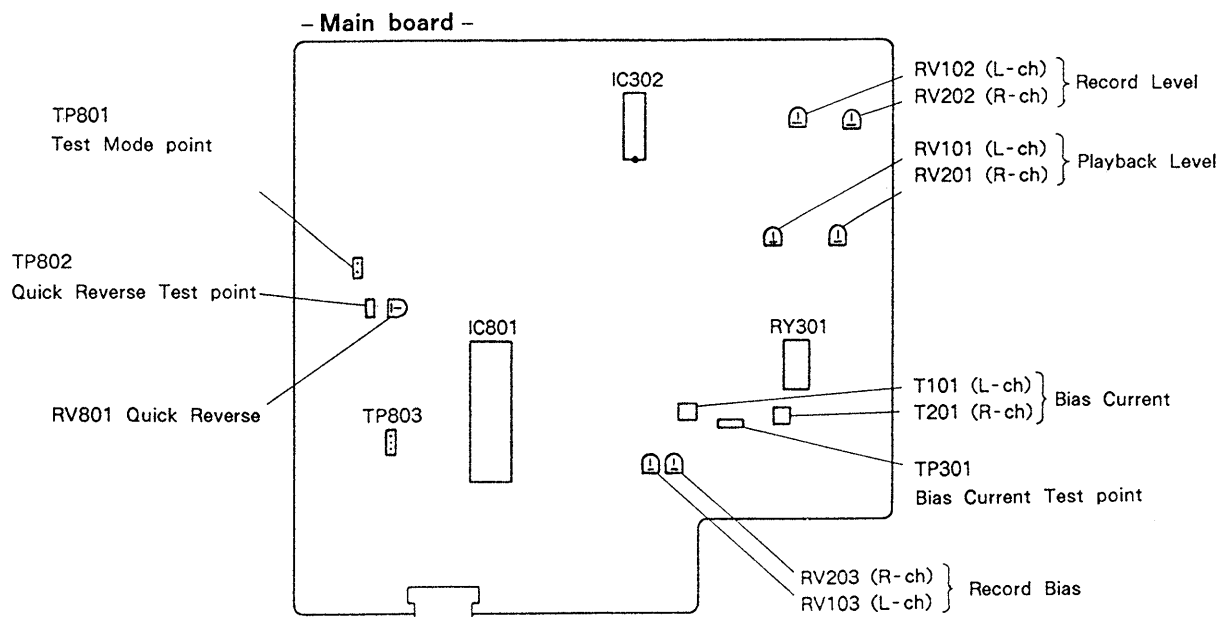 – Main board –
TP801
Test Mode point
TP802
Quick Reverse Test point
RV801 Quick Reverse
TP803
IC801
IC302
RY301
RV102 (L-ch)
RV202 (R-ch)
Record Level
RV101 (L-ch)
RV201 (R-ch)
Playback Level
T101 (L-ch)
T201 (R-ch)
Bias Current
TP301
Bias Current Test point
RV203 (R-ch)
RV103 (L-ch)
Record Bias